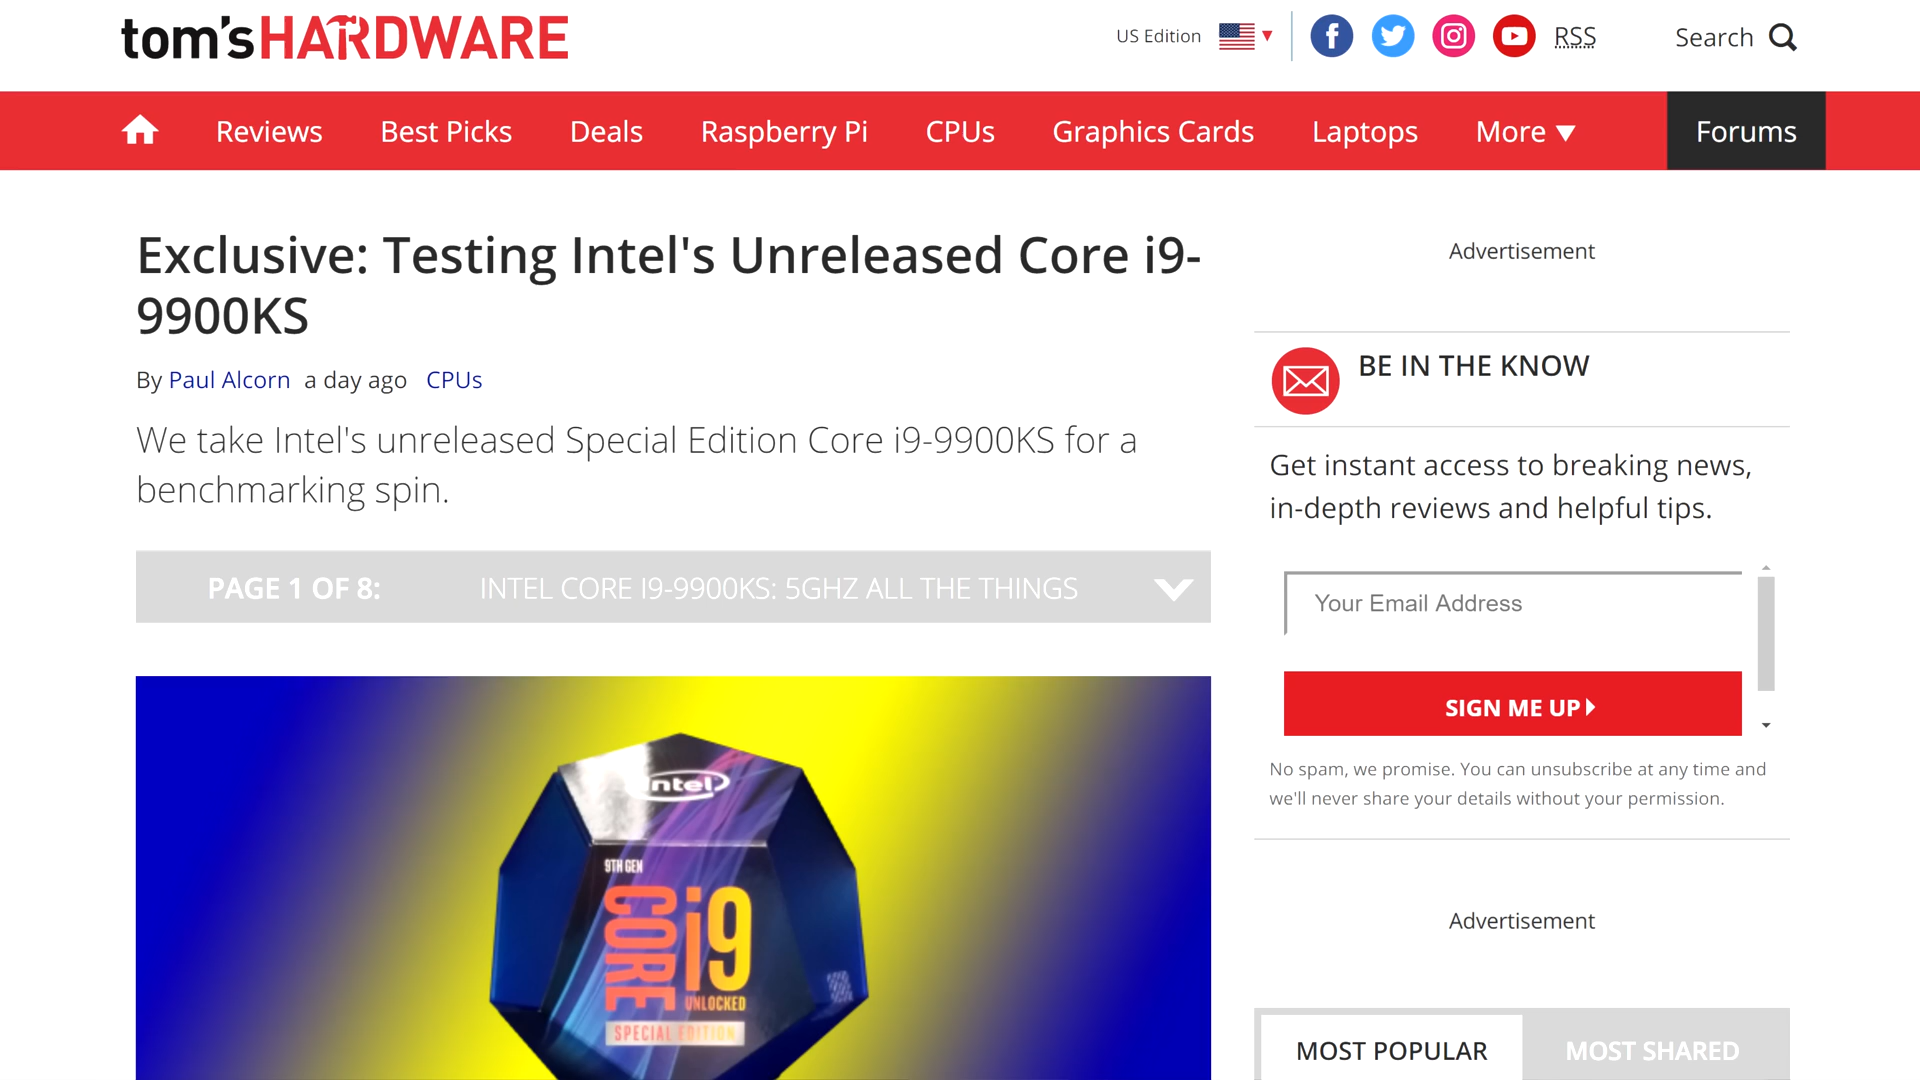 tom'sHARDWARE
US Edition
RSS
Search
Reviews
Best Picks
Deals
Raspberry Pi
CPUs
Graphics Cards
Laptops
More
Forums
Exclusive: Testing Intel's Unreleased Core i9-
9900KS
By Paul Alcorn a day ago CPUs
We take Intel's unreleased Special Edition Core i9-9900KS for a
benchmarking spin.
PAGE 1 OF 8: INTEL CORE I9-9900KS: 5GHZ ALL THE THINGS
intel
9TH GEN
CORE i9
UNLOCKED
SPECIAL EDITION
Advertisement
BE IN THE KNOW
Get instant access to breaking news,
in-depth reviews and helpful tips.
Your Email Address
SIGN ME UP
No spam, we promise. You can unsubscribe at any time and
we'll never share your details without your permission.
Advertisement
MOST POPULAR
MOST SHARED